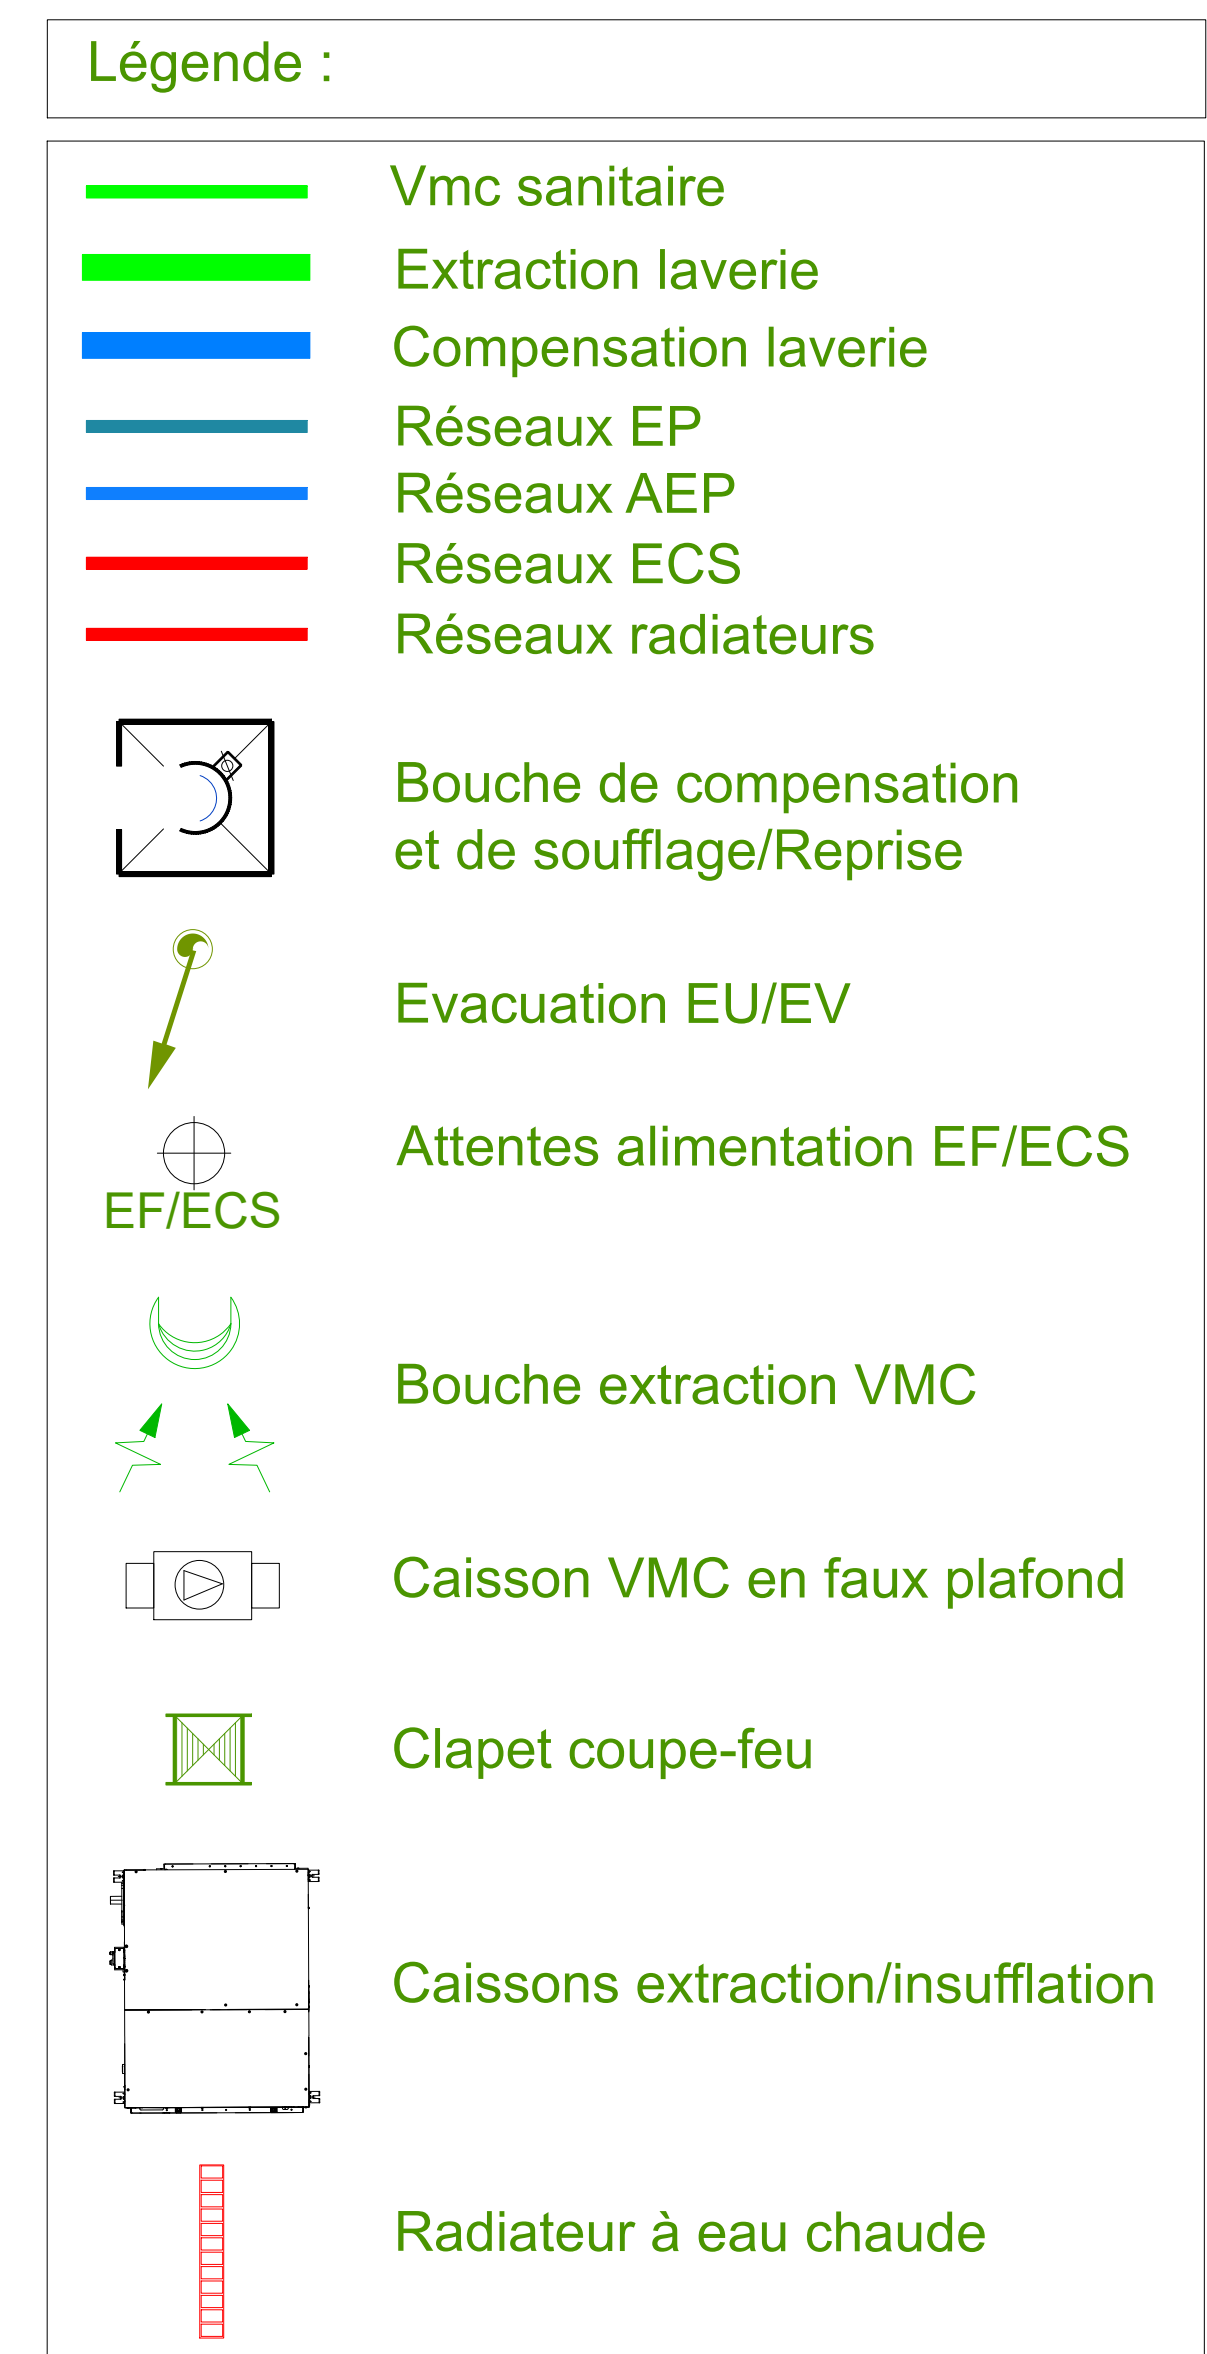 Légende :
Vmc sanitaire
Extraction laverie
Compensation laverie
Réseaux EP
Réseaux AEP
Réseaux ECS
Réseaux radiateurs
Bouche de compensation
et de soufflage/Reprise
Evacuation EU/EV
Attentes alimentation EF/ECS
EF/ECS
Bouche extraction VMC
Caisson VMC en faux plafond
Clapet coupe-feu
Caissons extraction/insufflation
Radiateur à eau chaude